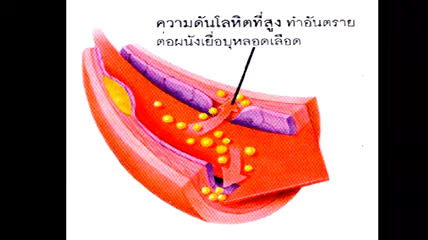 ความดันโลหิตที่สูง ทำอันตราย
ต่อผนังเยื่อบุหลอดเลือด